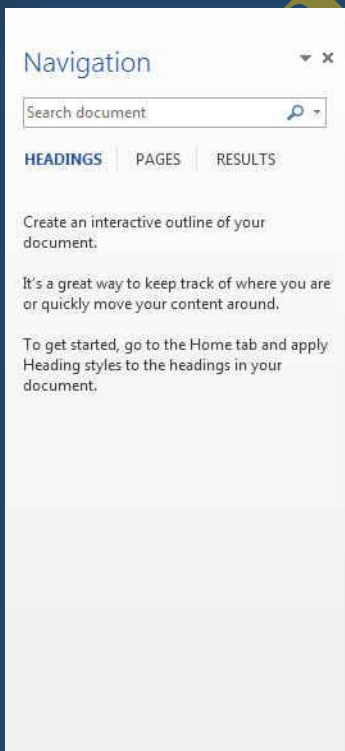 Navigation
Search document
HEADINGS PAGES RESULTS
Create an interactive outline of your
document.
It's a great way to keep track of where you are
or quickly move your content around.
To get started, go to the Home tab and apply
Heading styles to the headings in your
document.